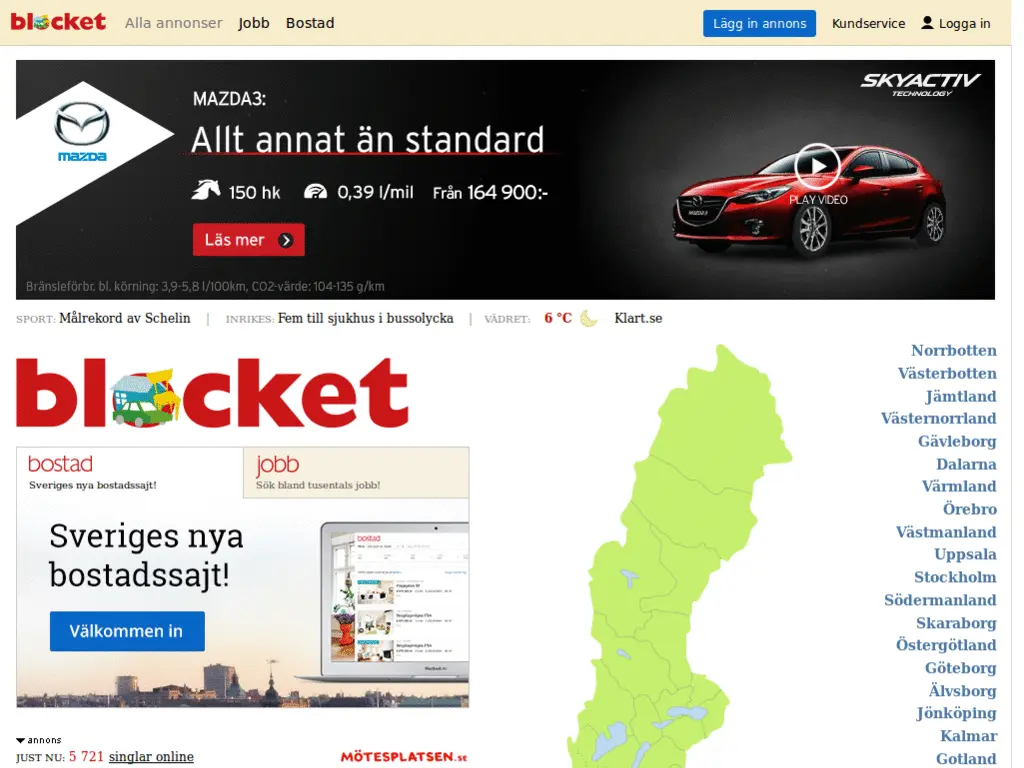 blocket Alla annonser Jobb Bostad Lägg in annons Kundservice Logga in
SKYACTIV
TECHNOLOGY
MAZDA3:
Allt annat än standard
mazda
150 hk 0,39 l/mil Från 164 900:-
PLAY VIDEO
MAZDA3
Läs mer
Bränsleförbr. bl. körning: 3,9-5,8 l/100km, CO2-värde: 104-135 g/km
SPORT: Målrekord av Schelin | INRIKES: Fem till sjukhus i bussolycka | VÄDRET: 6 °C Klart.se
blocket
bostad
Sveriges nya bostadssajt!
jobb
Sök bland tusentals jobb!
Sveriges nya
bostadssajt!
Välkommen in
bostad
annons
JUST NU: 5 721 singlar online
MÖTESPLATSEN.se
Norrbotten
Västerbotten
Jämtland
Västernorrland
Gävleborg
Dalarna
Värmland
Örebro
Västmanland
Uppsala
Stockholm
Södermanland
Skaraborg
Östergötland
Göteborg
Älvsborg
Jönköping
Kalmar
Gotland